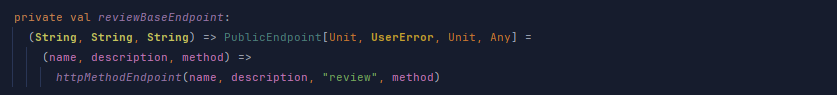 private val reviewBaseEndpoint:
(String, String, String) => PublicEndpoint[Unit, UserError, Unit, Any] =
(name, description, method) =>
httpMethodEndpoint(name, description, "review", method)